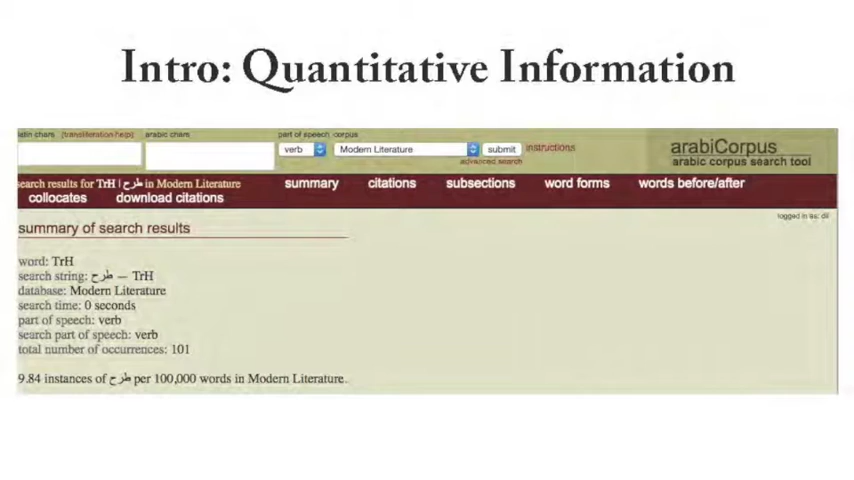 Intro: Quantitative Information
latin chars (transliteration help) arabic chars part of speech corpus
verb Modern Literature submit instructions
advanced search
arabiCorpus
arabic corpus search tool
search results for TrH | طرح in Modern Literature summary citations subsections word forms words before/after
collocates download citations
logged in as: dil
summary of search results
word: TrH
search string: طرح — TrH
database: Modern Literature
search time: 0 seconds
part of speech: verb
search part of speech: verb
total number of occurrences: 101
9.84 instances of طرح per 100,000 words in Modern Literature.